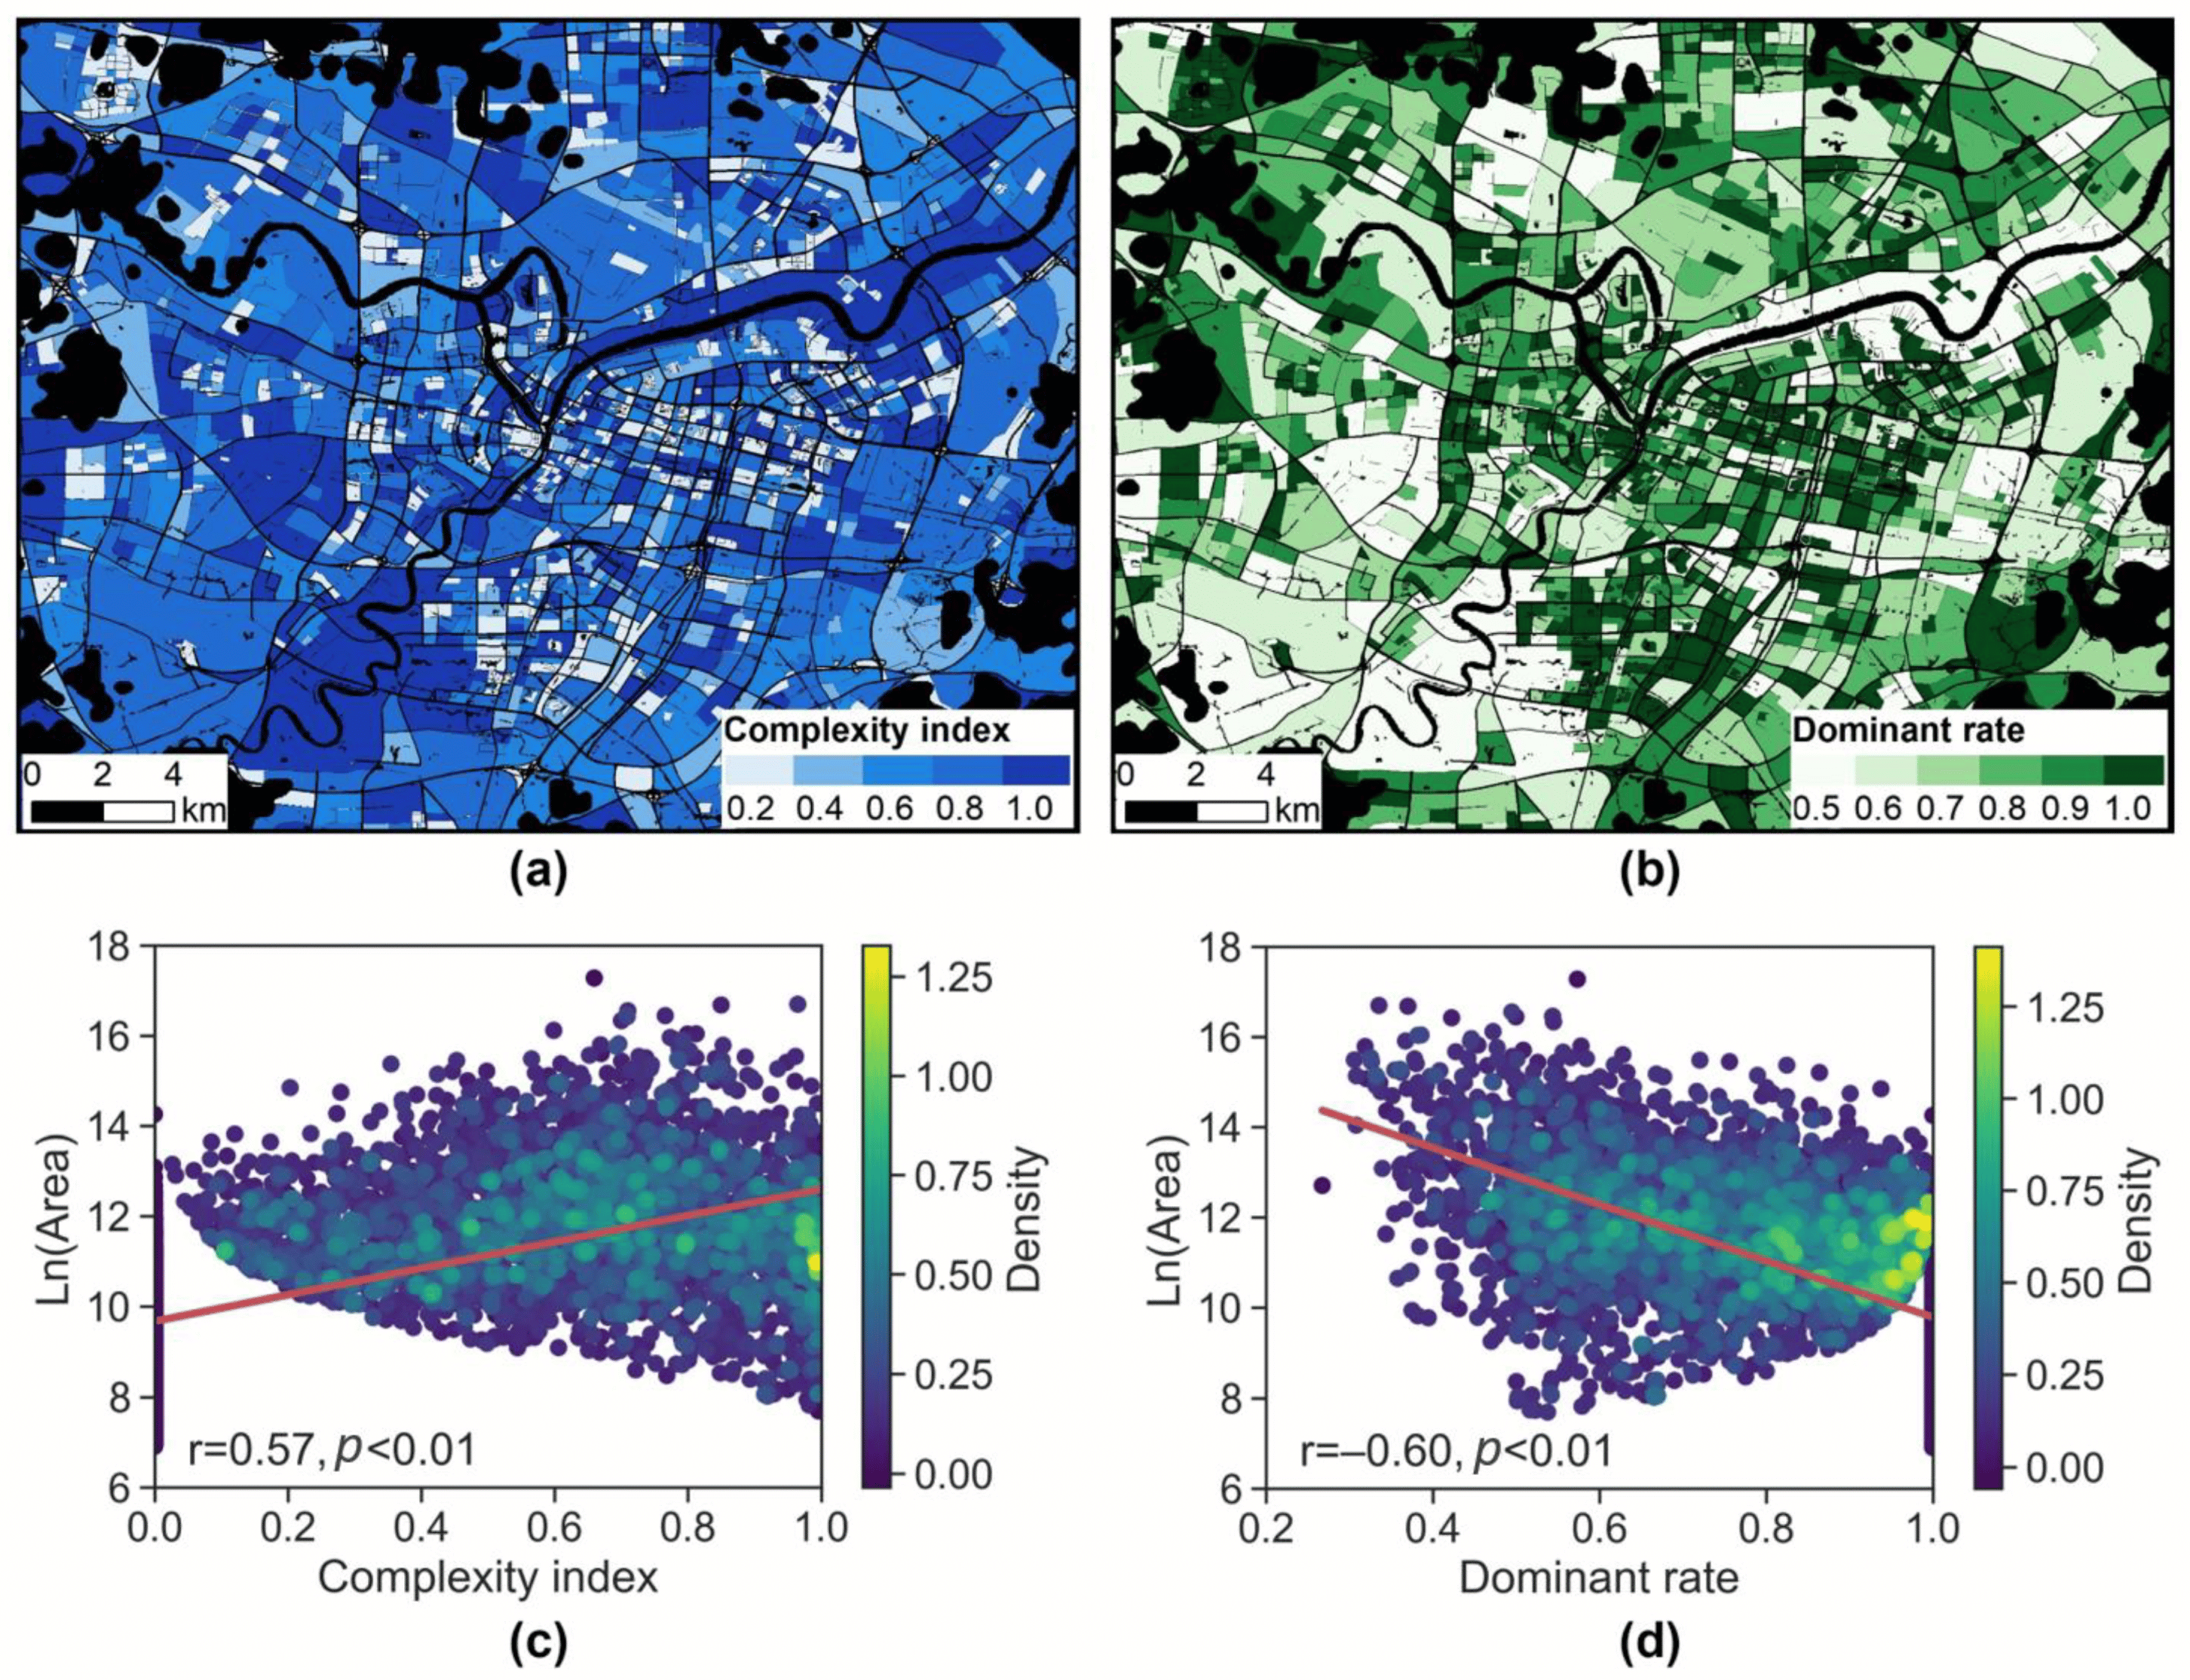 Complexity index
0.2 0.4 0.6 0.8 1.0
0 2 4
km
(a)
Dominant rate
0.5 0.6 0.7 0.8 0.9 1.0
0 2 4
km
(b)
18
16
14
12
10
8
6
Ln(Area)
r=0.57, p<0.01
0.0 0.2 0.4 0.6 0.8 1.0
Complexity index
1.25
1.00
0.75
0.50
0.25
0.00
Density
(c)
18
16
14
12
10
8
6
Ln(Area)
r=–0.60, p<0.01
0.2 0.4 0.6 0.8 1.0
Dominant rate
1.25
1.00
0.75
0.50
0.25
0.00
Density
(d)